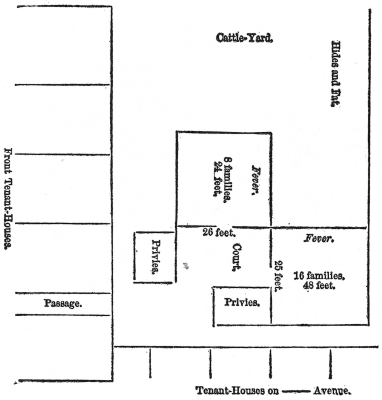 Cattle-Yard.
Hides and Fat.
Front Tenant-Houses.
Fever.
8 families.
24 feet.
26 feet.
Privies.
Court.
25 feet.
Fever.
16 families.
48 feet.
Privies.
Passage.
Tenant-Houses on —— Avenue.